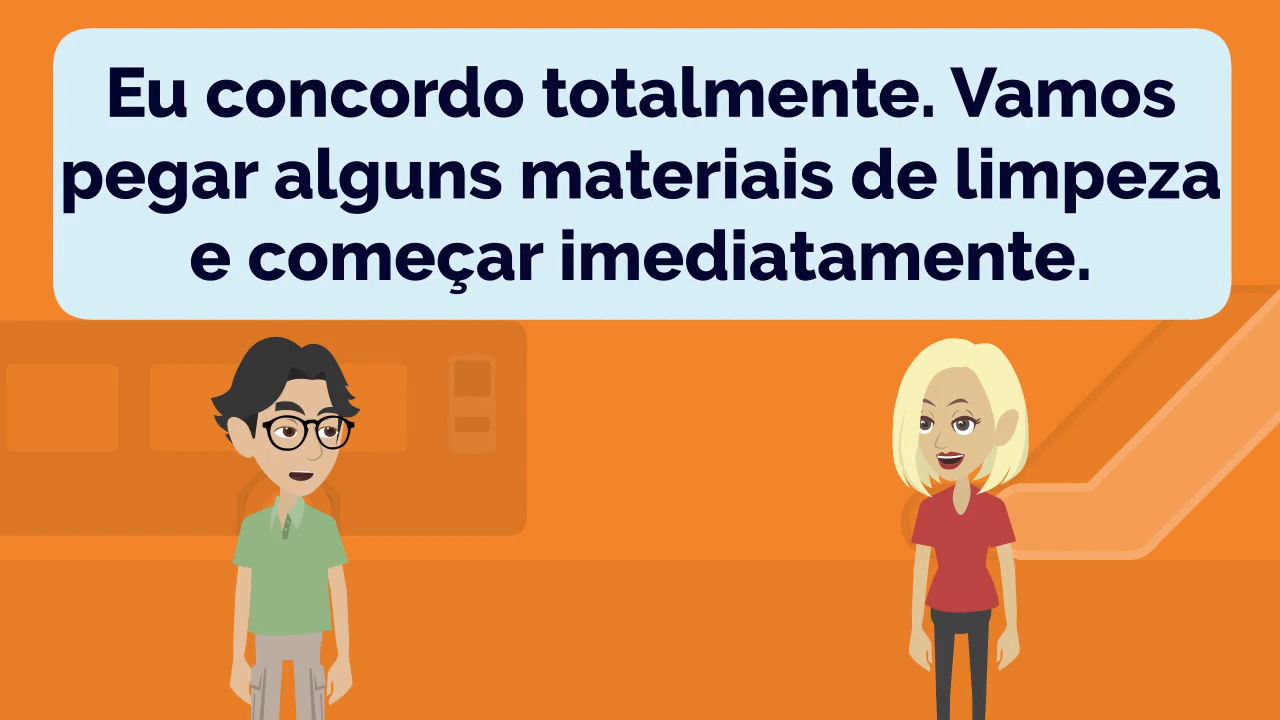 Eu concordo totalmente. Vamos
pegar alguns materiais de limpeza
e começar imediatamente.